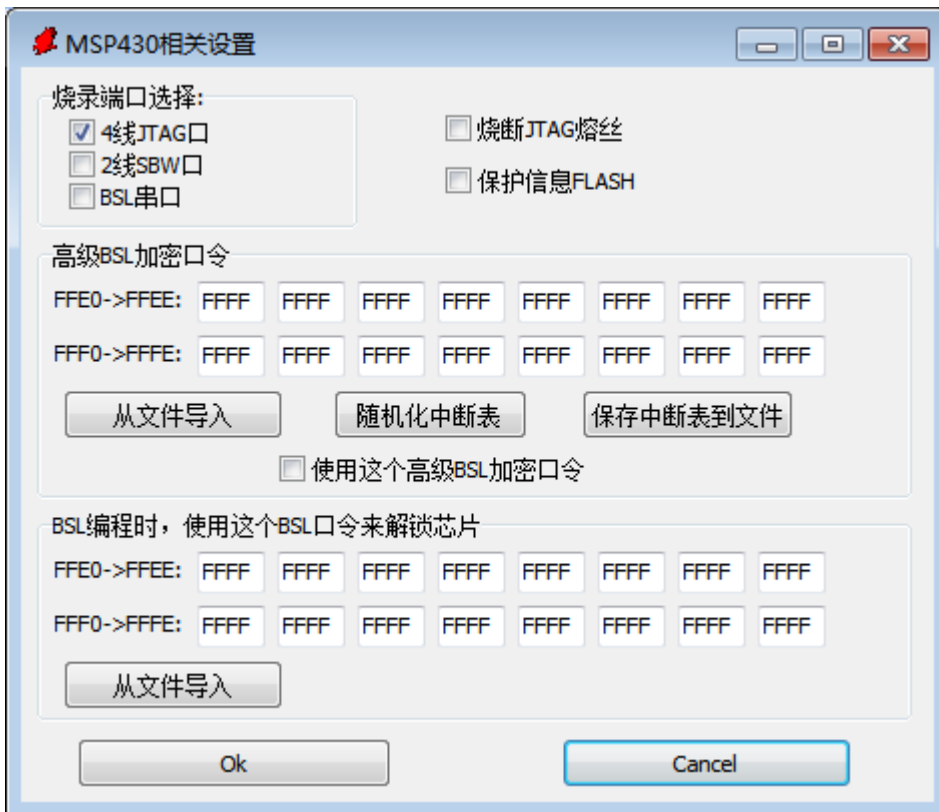 MSP430相关设置
烧录端口选择:
4线JTAG口
烧断JTAG熔丝
2线SBW口
保护信息FLASH
BSL串口
高级BSL加密口令
FFE0->FFEE: FFFF FFFF FFFF FFFF FFFF FFFF FFFF FFFF
FFF0->FFFE: FFFF FFFF FFFF FFFF FFFF FFFF FFFF FFFF
从文件导入 随机化中断表 保存中断表到文件
使用这个高级BSL加密口令
BSL编程时，使用这个BSL口令来解锁芯片
FFE0->FFEE: FFFF FFFF FFFF FFFF FFFF FFFF FFFF FFFF
FFF0->FFFE: FFFF FFFF FFFF FFFF FFFF FFFF FFFF FFFF
从文件导入
Ok Cancel